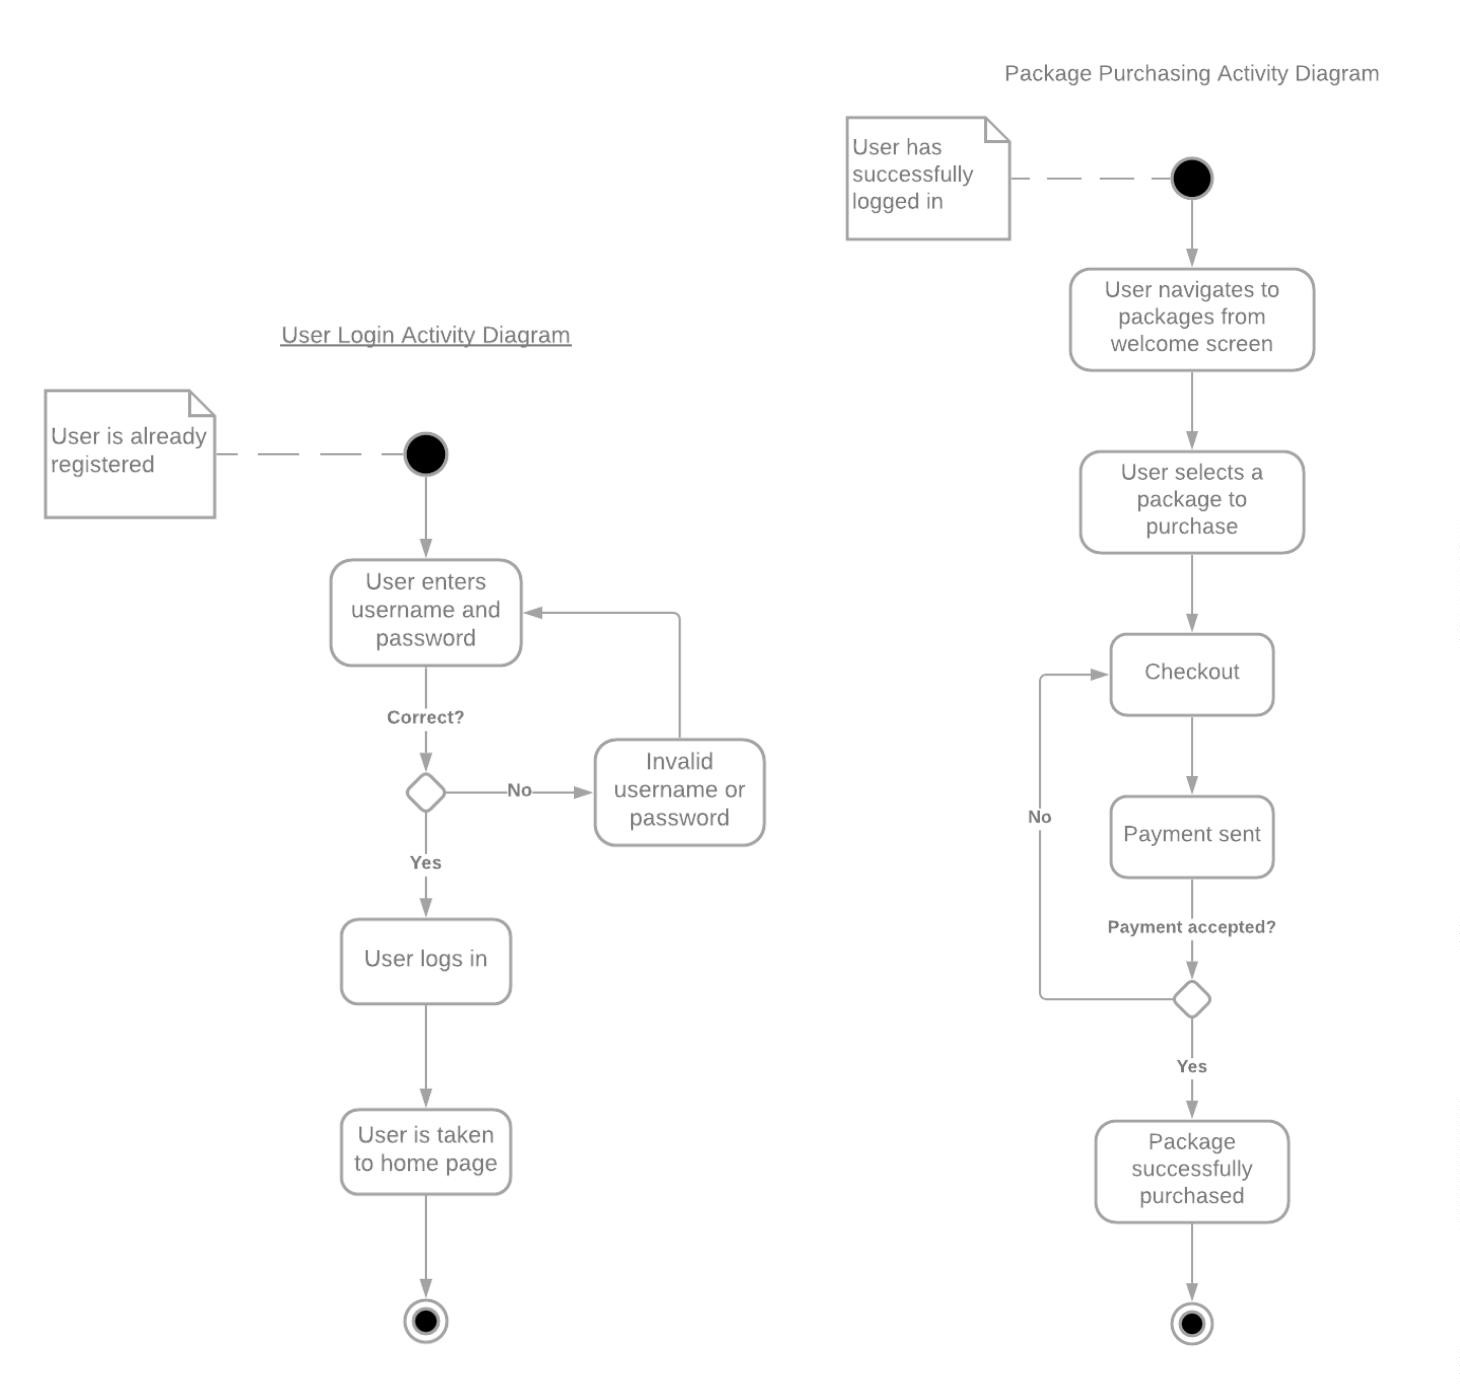 User Login Activity Diagram
User is already
registered
User enters
username and
password
Correct?
No
Invalid
username or
password
Yes
User logs in
User is taken
to home page
Package Purchasing Activity Diagram
User has
successfully
logged in
User navigates to
packages from
welcome screen
User selects a
package to
purchase
Checkout
Payment sent
No
Payment accepted?
Yes
Package
successfully
purchased